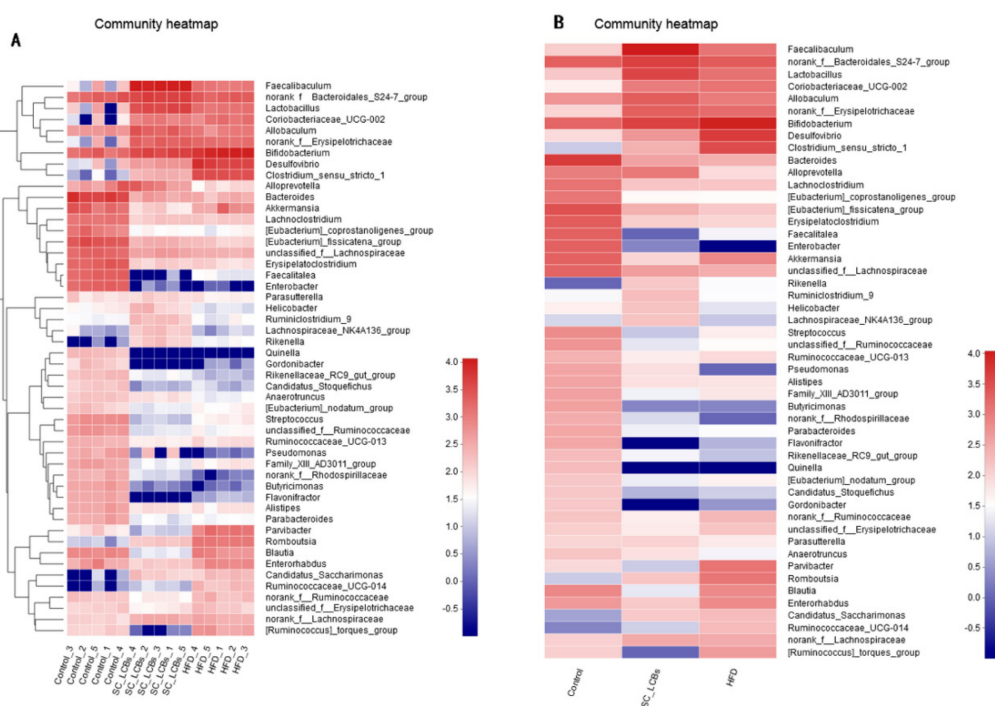 Community heatmap
A
Faecalibaculum
norank_f__Bacteroidales_S24-7_group
Lactobacillus
Coriobacteriaceae_UCG-002
Allobaculum
norank_f__Erysipelotrichaceae
Bifidobacterium
Desulfovibrio
Clostridium_sensu_stricto_1
Alloprevotella
Bacteroides
Akkermansia
Lachnoclostridium
[Eubacterium]_coprostanoligenes_group
[Eubacterium]_fissicatena_group
unclassified_f__Lachnospiraceae
Erysipelatoclostridium
Faecalitalea
Enterobacter
Parasutterella
Helicobacter
Ruminiclostridium_9
Lachnospiraceae_NK4A136_group
Rikenella
Quinella
Gordonibacter
Rikenellaceae_RC9_gut_group
Candidatus_Stoquefichus
Anaerotruncus
[Eubacterium]_nodatum_group
Streptococcus
unclassified_f__Ruminococcaceae
Ruminococcaceae_UCG-013
Pseudomonas
Family_XIII_AD3011_group
norank_f__Rhodospirillaceae
Butyricimonas
Flavonifractor
Alistipes
Parabacteroides
Parvibacter
Romboutsia
Blautia
Enterorhabdus
Candidatus_Saccharimonas
Ruminococcaceae_UCG-014
norank_f__Ruminococcaceae
unclassified_f__Erysipelotrichaceae
norank_f__Lachnospiraceae
[Ruminococcus]_torques_group
Control_3
Control_2
Control_5
Control_1
Control_4
SC_LCBs_4
SC_LCBs_2
SC_LCBs_3
SC_LCBs_1
SC_LCBs_5
HFD_4
HFD_5
HFD_1
HFD_2
HFD_3
4.0
3.5
3.0
2.5
2.0
1.5
1.0
0.5
0.0
-0.5
B
Community heatmap
Faecalibaculum
norank_f__Bacteroidales_S24-7_group
Lactobacillus
Coriobacteriaceae_UCG-002
Allobaculum
norank_f__Erysipelotrichaceae
Bifidobacterium
Desulfovibrio
Clostridium_sensu_stricto_1
Bacteroides
Alloprevotella
Lachnoclostridium
[Eubacterium]_coprostanoligenes_group
[Eubacterium]_fissicatena_group
Erysipelatoclostridium
Faecalitalea
Enterobacter
Akkermansia
unclassified_f__Lachnospiraceae
Rikenella
Ruminiclostridium_9
Helicobacter
Lachnospiraceae_NK4A136_group
Streptococcus
unclassified_f__Ruminococcaceae
Ruminococcaceae_UCG-013
Pseudomonas
Alistipes
Family_XIII_AD3011_group
Butyricimonas
norank_f__Rhodospirillaceae
Parabacteroides
Flavonifractor
Rikenellaceae_RC9_gut_group
Quinella
[Eubacterium]_nodatum_group
Candidatus_Stoquefichus
Gordonibacter
norank_f__Ruminococcaceae
unclassified_f__Erysipelotrichaceae
Parasutterella
Anaerotruncus
Parvibacter
Romboutsia
Blautia
Enterorhabdus
Candidatus_Saccharimonas
Ruminococcaceae_UCG-014
norank_f__Lachnospiraceae
[Ruminococcus]_torques_group
Control
SC_LCBs
HFD
4.0
3.5
3.0
2.5
2.0
1.5
1.0
0.5
0.0
-0.5